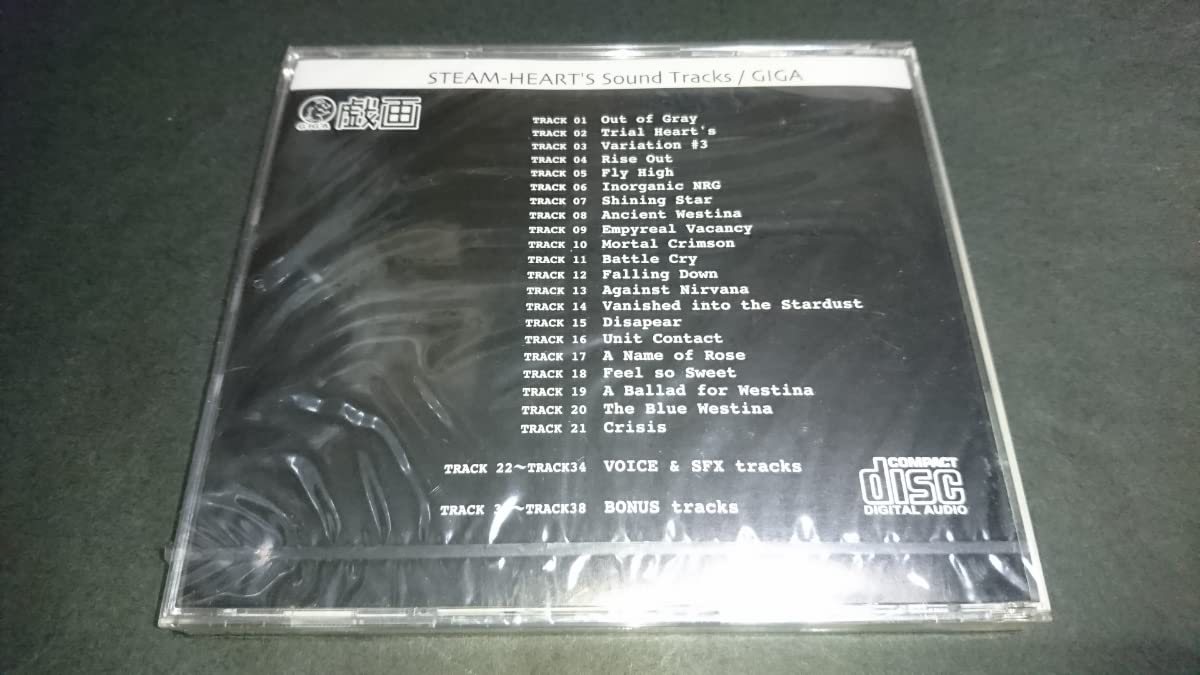 STEAM-HEART'S Sound Tracks / GIGA
戯画
TRACK 01 Out of Gray
TRACK 02 Trial Heart's
TRACK 03 Variation #3
TRACK 04 Rise Out
TRACK 05 Fly High
TRACK 06 Inorganic NRG
TRACK 07 Shining Star
TRACK 08 Ancient Westina
TRACK 09 Empyreal Vacancy
TRACK 10 Mortal Crimson
TRACK 11 Battle Cry
TRACK 12 Falling Down
TRACK 13 Against Nirvana
TRACK 14 Vanished into the Stardust
TRACK 15 Disapear
TRACK 16 Unit Contact
TRACK 17 A Name of Rose
TRACK 18 Feel so Sweet
TRACK 19 A Ballad for Westina
TRACK 20 The Blue Westina
TRACK 21 Crisis
TRACK 22〜TRACK34 VOICE & SFX tracks
TRACK 〜TRACK38 BONUS tracks
COMPACT
disc
DIGITAL AUDIO